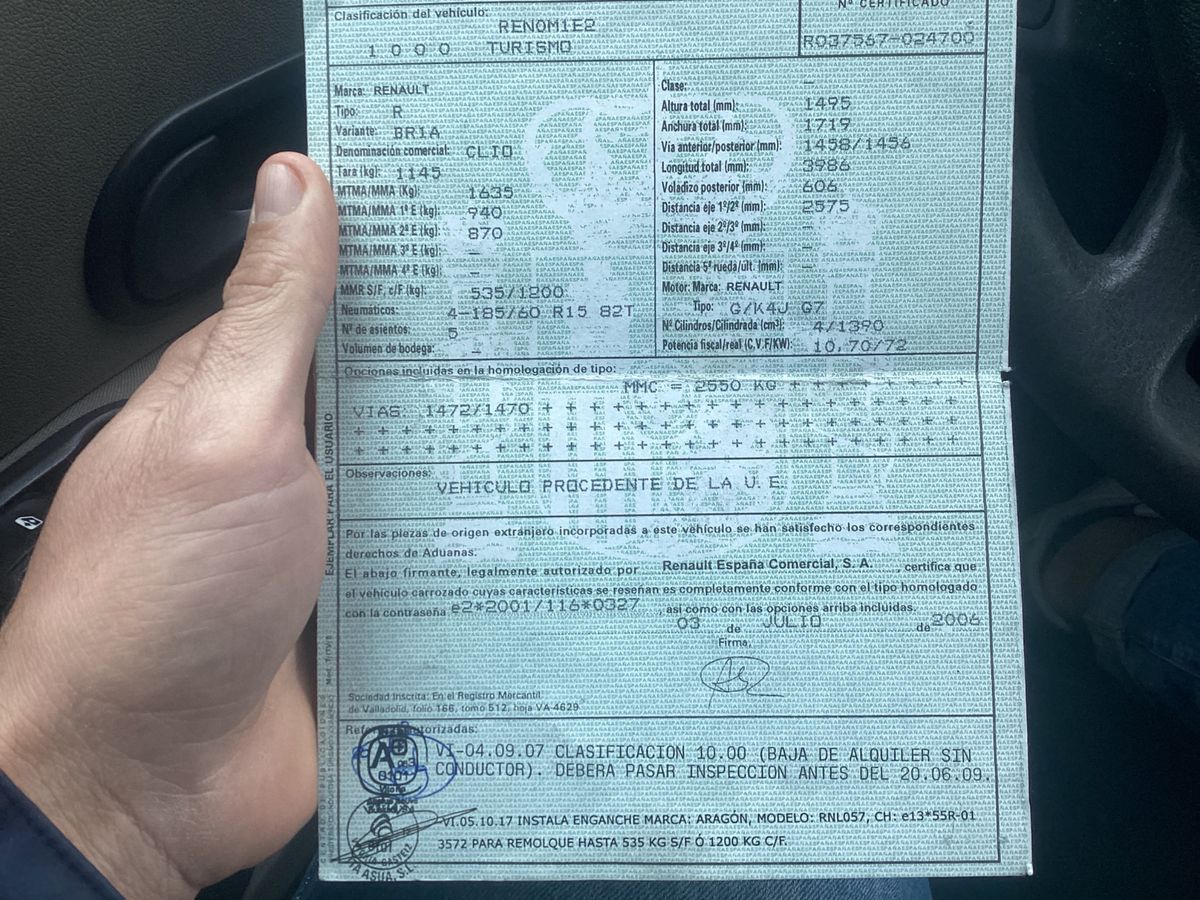 Clasificación del vehículo:
RENOM1E2
1 0 0 0 TURISMO
Nº CERTIFICADO
R037567-024700
Marca: RENAULT
Tipo: R
Variante: BR1A
Denominación comercial: CLIO
Tara (kg): 1145
MTMA/MMA (Kg): 1635
MTMA/MMA 1º E (kg): 940
MTMA/MMA 2º E (kg): 870
MTMA/MMA 3º E (kg): –
MTMA/MMA 4º E (kg): –
MMR S/F, c/F (kg): 535/1200
Neumáticos: 4-185/60 R15 82T
Nº de asientos: 5
Volumen de bodega: –
Clase: –
Altura total (mm): 1495
Anchura total (mm): 1719
Vía anterior/posterior (mm): 1458/1456
Longitud total (mm): 3986
Voladizo posterior (mm): 606
Distancia eje 1º/2º (mm): 2575
Distancia eje 2º/3º (mm): –
Distancia eje 3º/4º (mm): –
Distancia 5ª rueda/últ. (mm): –
Motor: Marca: RENAULT
Tipo: G/K4J G7
Nº Cilindros/Cilindrada (cm³): 4/1390
Potencia fiscal/real (C.V.F/KW): 10,70/72
Opciones incluidas en la homologación de tipo:
MMC = 2550 KG + + + + + + + +
VIAS 1472/1470 + + + + + + + + + + + + + + + + + +
+ + + + + + + + + + + + + + + + + + + + + + + + + +
+ + + + + + + + + + + + + + + + + + + + + + + + + +
Observaciones:
VEHICULO PROCEDENTE DE LA U.E
Por las piezas de origen extranjero incorporadas a este vehículo se han satisfecho los correspondientes
derechos de Aduanas.
El abajo firmante, legalmente autorizado por Renault España Comercial, S. A. certifica que
el vehículo carrozado cuyas características se reseñan es completamente conforme con el tipo homologado
con la contraseña e2*2001/116*0327 así como con las opciones arriba incluidas.
03 de JULIO de 2006
Firma,
Sociedad Inscrita: En el Registro Mercantil
de Valladolid, folio 166, tomo 512, hoja VA-4629
EJEMPLAR PARA EL USUARIO
autorizadas:
VI-04.09.07 CLASIFICACION 10.00 (BAJA DE ALQUILER SIN
CONDUCTOR). DEBERA PASAR INSPECCION ANTES DEL 20.06.09.
VI.05.10.17 INSTALA ENGANCHE MARCA: ARAGÓN, MODELO: RNL057, CH: e13*55R-01
3572 PARA REMOLQUE HASTA 535 KG S/F Ó 1200 KG C/F.